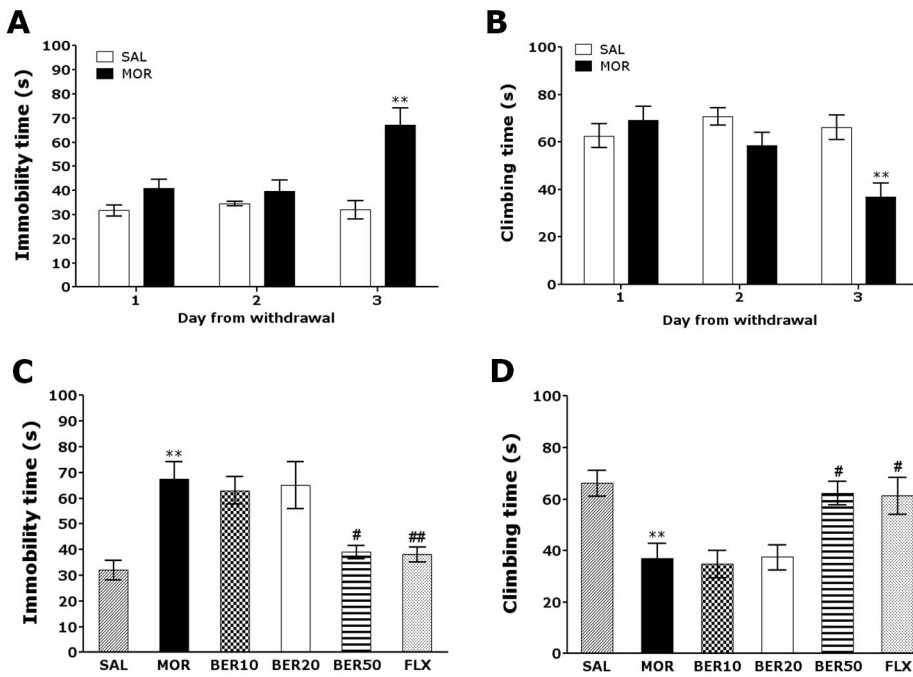 A
Immobility time (s)
100
90
80
70
60
50
40
30
20
10
0
SAL
MOR
**
1 2 3
Day from withdrawal
B
Climbing time (s)
100
80
60
40
20
0
SAL
MOR
**
1 2 3
Day from withdrawal
C
Immobility time (s)
100
90
80
70
60
50
40
30
20
10
0
**
#
##
SAL MOR BER10 BER20 BER50 FLX
D
Climbing time (s)
100
80
60
40
20
0
**
#
#
SAL MOR BER10 BER20 BER50 FLX